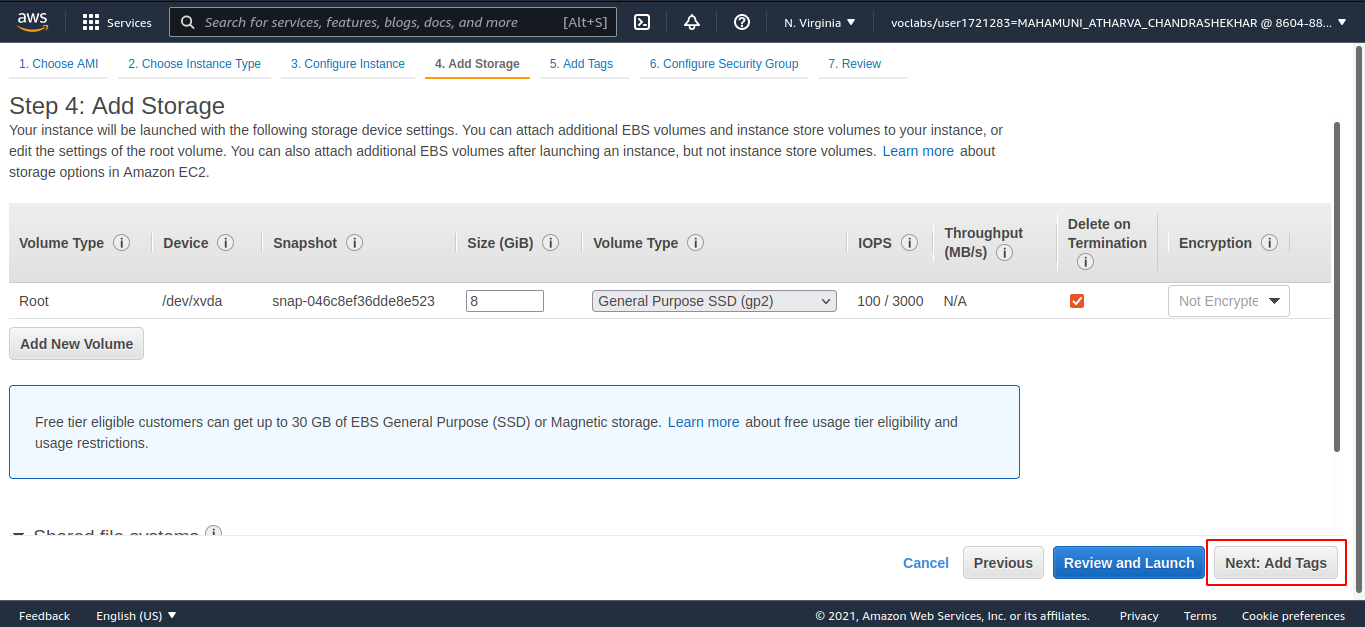 aws
Services
Search for services, features, blogs, docs, and more [Alt+S]
N. Virginia
voclabs/user1721283=MAHAMUNI_ATHARVA_CHANDRASHEKHAR @ 8604-88...
1. Choose AMI
2. Choose Instance Type
3. Configure Instance
4. Add Storage
5. Add Tags
6. Configure Security Group
7. Review
Step 4: Add Storage
Your instance will be launched with the following storage device settings. You can attach additional EBS volumes and instance store volumes to your instance, or
edit the settings of the root volume. You can also attach additional EBS volumes after launching an instance, but not instance store volumes. Learn more about
storage options in Amazon EC2.
Volume Type
Device
Snapshot
Size (GiB)
Volume Type
IOPS
Throughput
(MB/s)
Delete on
Termination
Encryption
Root
/dev/xvda
snap-046c8ef36dde8e523
8
General Purpose SSD (gp2)
100 / 3000
N/A
Not Encrypte
Add New Volume
Free tier eligible customers can get up to 30 GB of EBS General Purpose (SSD) or Magnetic storage. Learn more about free usage tier eligibility and
usage restrictions.
Shared file systems
Cancel
Previous
Review and Launch
Next: Add Tags
Feedback
English (US)
© 2021, Amazon Web Services, Inc. or its affiliates.
Privacy
Terms
Cookie preferences